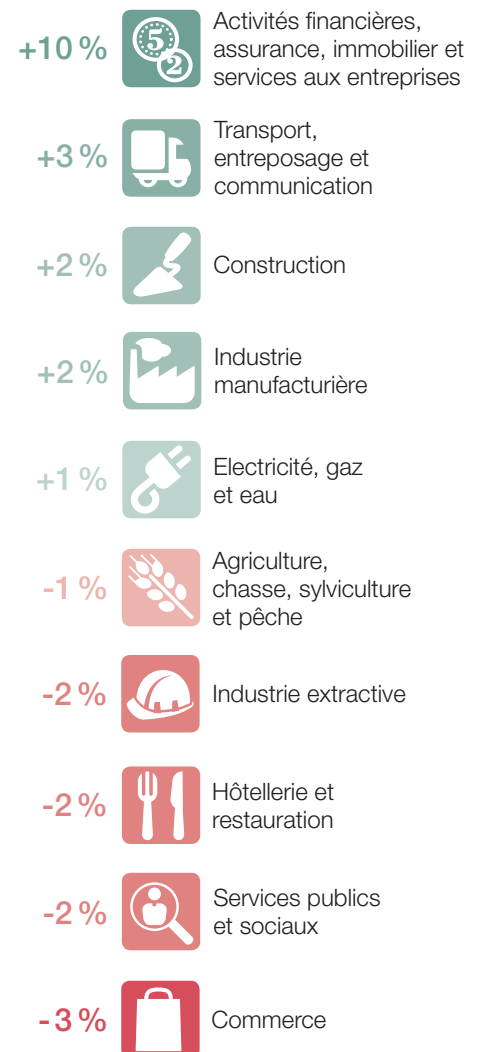 +10 %
5
2
Activités financières,
assurance, immobilier et
services aux entreprises
+3 %
Transport,
entreposage et
communication
+2 %
Construction
+2 %
Industrie
manufacturière
+1 %
Electricité, gaz
et eau
-1 %
Agriculture,
chasse, sylviculture
et pêche
-2 %
Industrie extractive
-2 %
Hôtellerie et
restauration
-2 %
Services publics
et sociaux
-3 %
Commerce